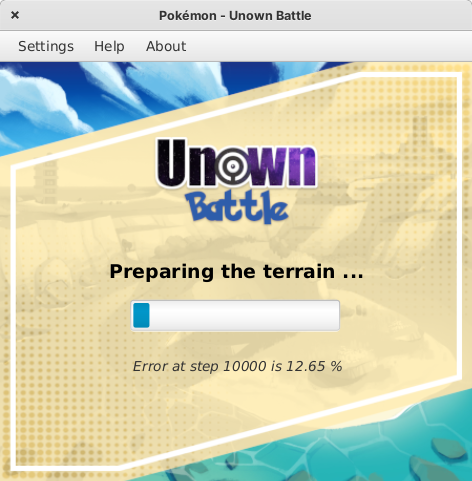 Pokémon - Unown Battle
Settings Help About
Unown
Battle
Preparing the terrain ...
Error at step 10000 is 12.65 %